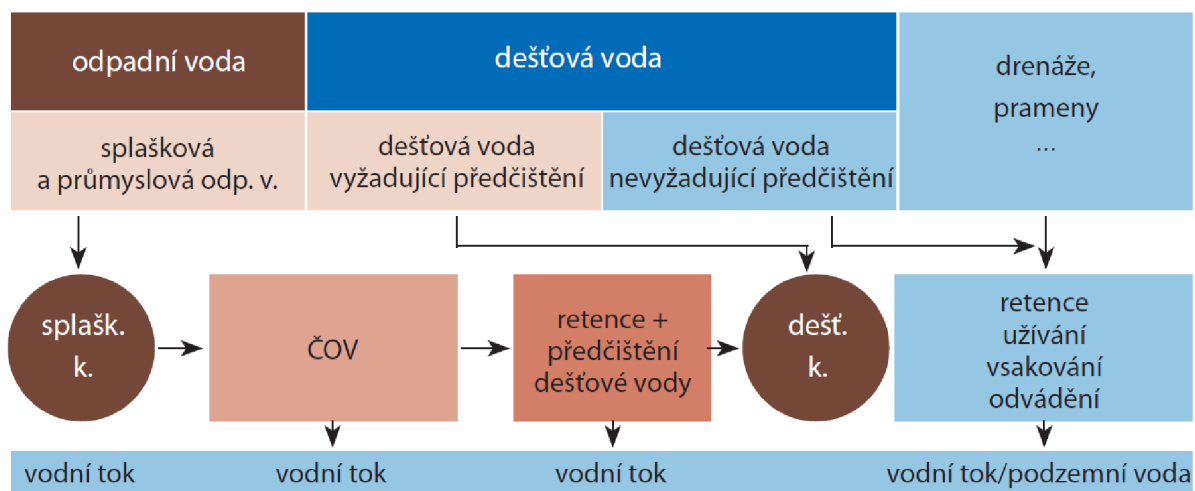 odpadní voda
dešťová voda
drenáže,
prameny
...
splašková
a průmyslová odp. v.
dešťová voda
vyžadující předčištění
dešťová voda
nevyžadující předčištění
splašk.
k.
ČOV
retence +
předčištění
dešťové vody
dešť.
k.
retence
užívání
vsakování
odvádění
vodní tok
vodní tok
vodní tok
vodní tok/podzemní voda